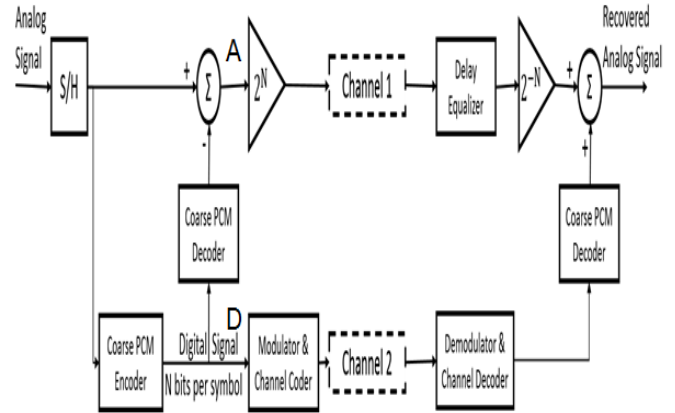 Analog
Signal
S/H
+
Σ
-
A
2^N
Channel 1
Delay
Equalizer
2^-N
+
Σ
+
Recovered
Analog Signal
Coarse PCM
Decoder
Coarse PCM
Decoder
Coarse PCM
Encoder
D
Digital Signal
N bits per symbol
Modulator &
Channel Coder
Channel 2
Demodulator &
Channel Decoder